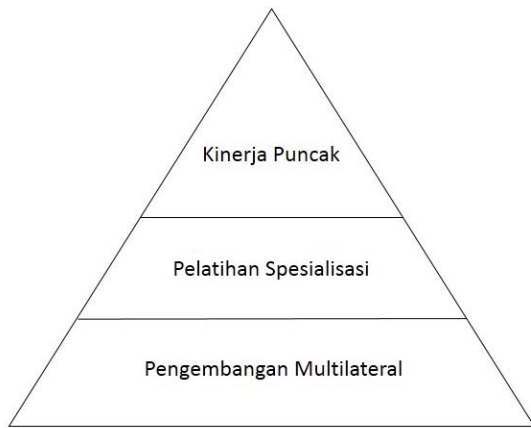 Kinerja Puncak
Pelatihan Spesialisasi
Pengembangan Multilateral